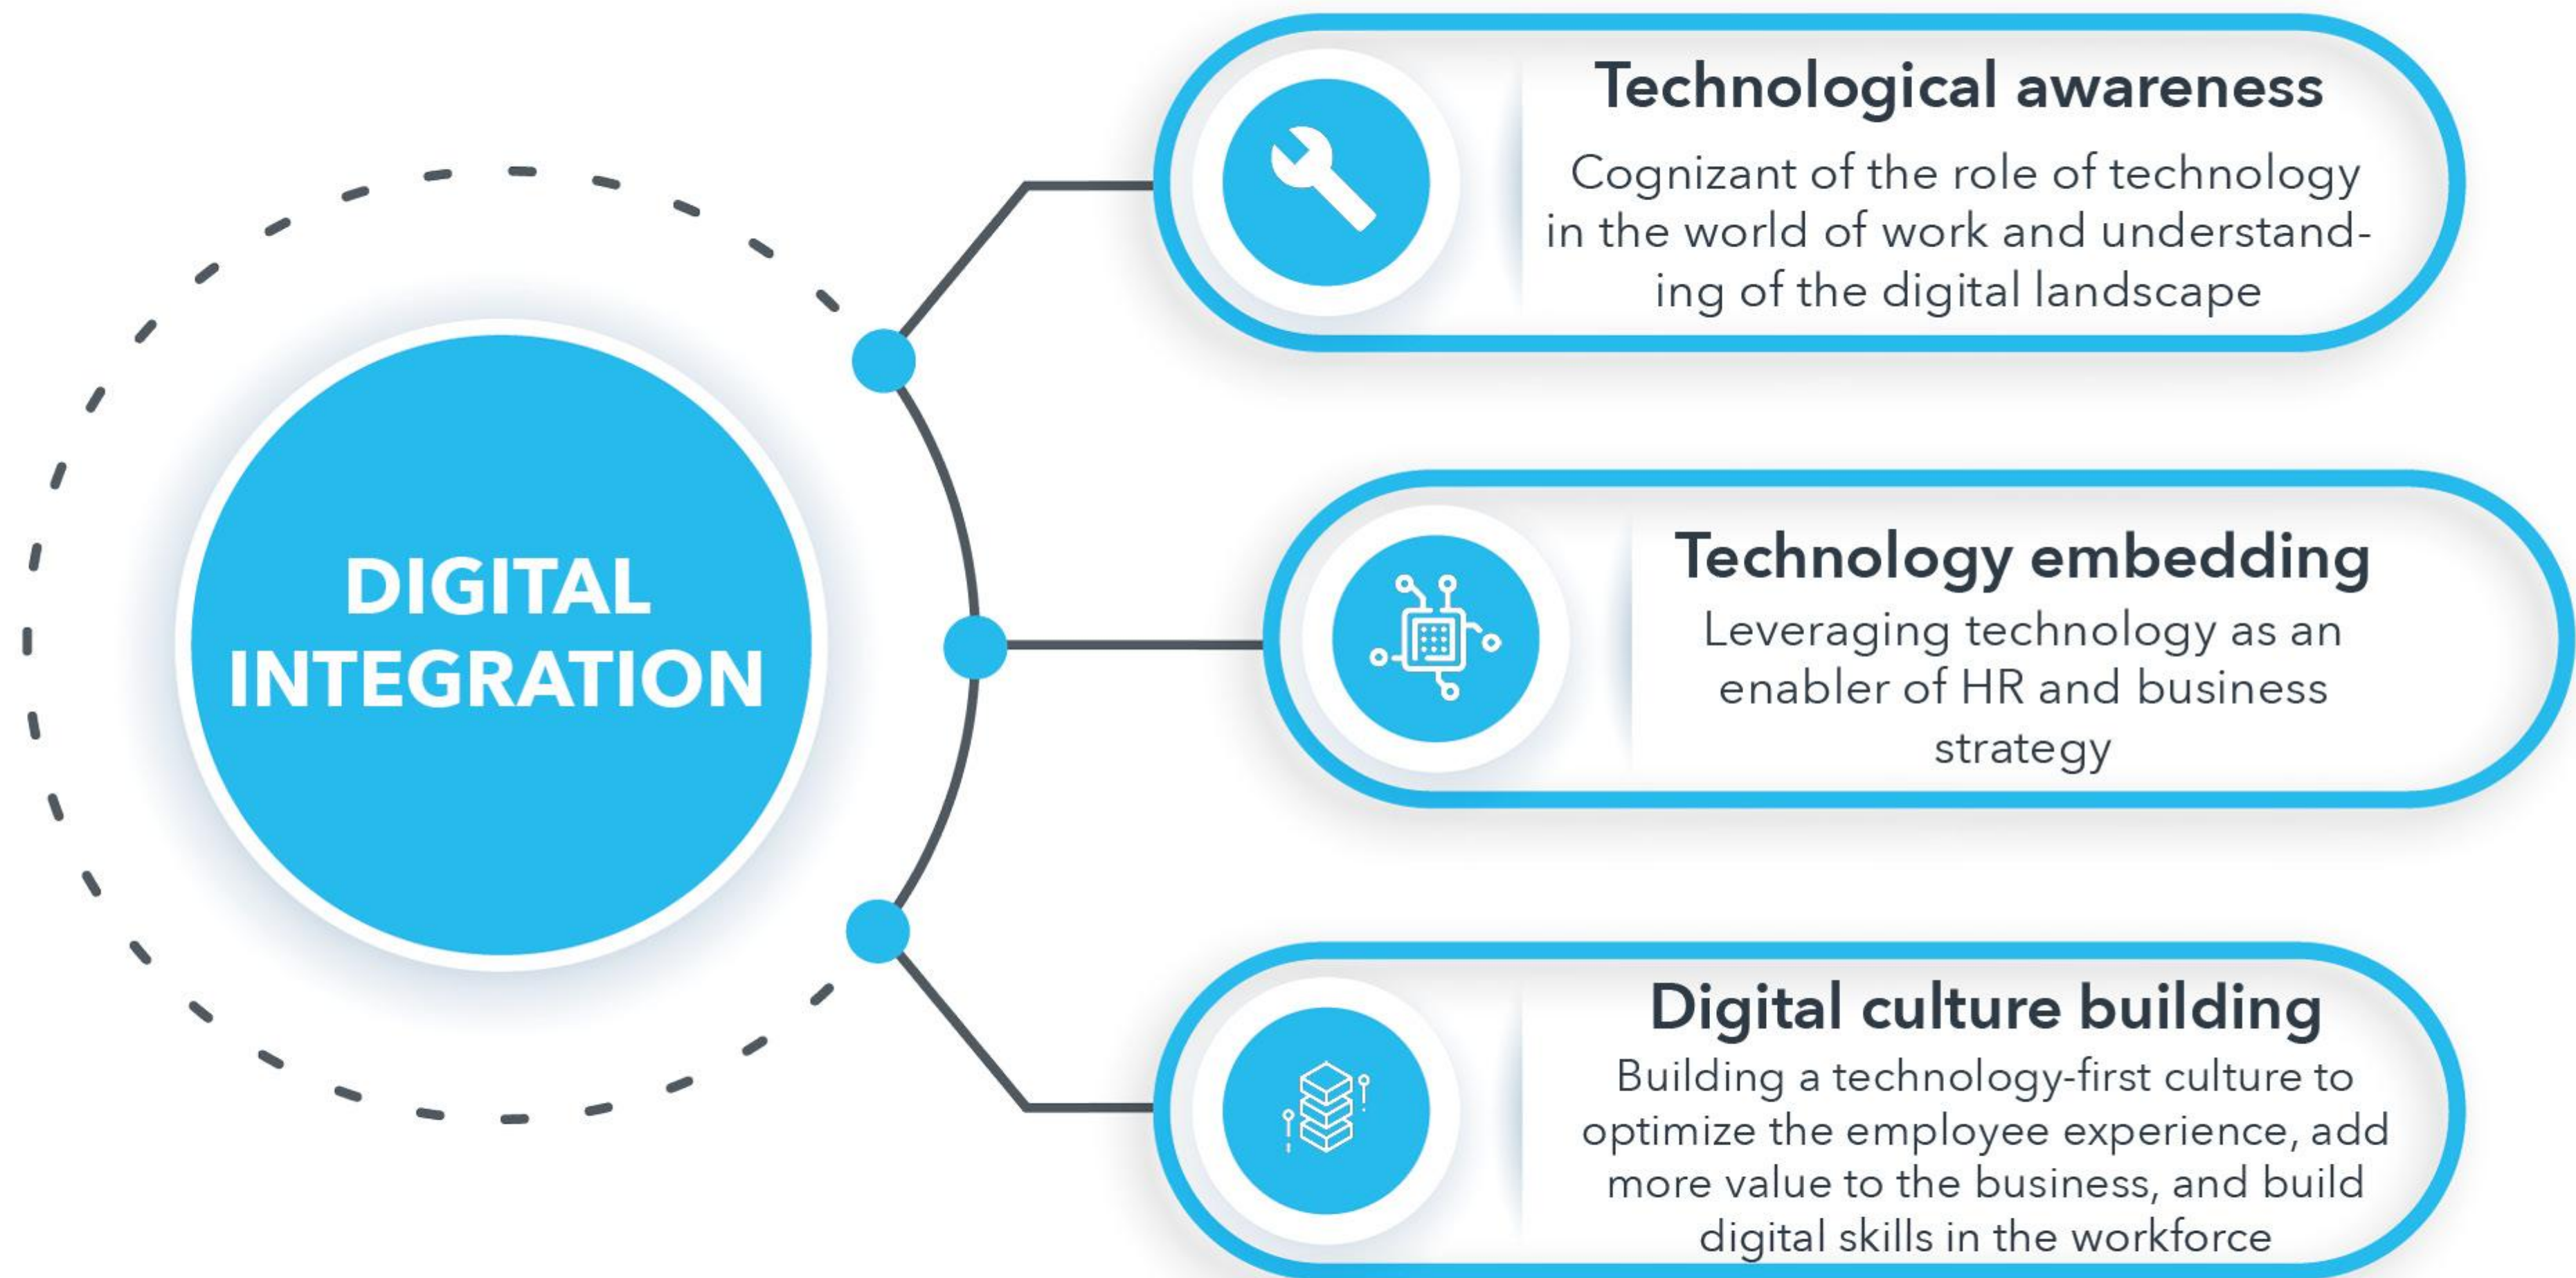 DIGITAL
INTEGRATION
Technological awareness
Cognizant of the role of technology
in the world of work and understand-
ing of the digital landscape
Technology embedding
Leveraging technology as an
enabler of HR and business
strategy
Digital culture building
Building a technology-first culture to
optimize the employee experience, add
more value to the business, and build
digital skills in the workforce